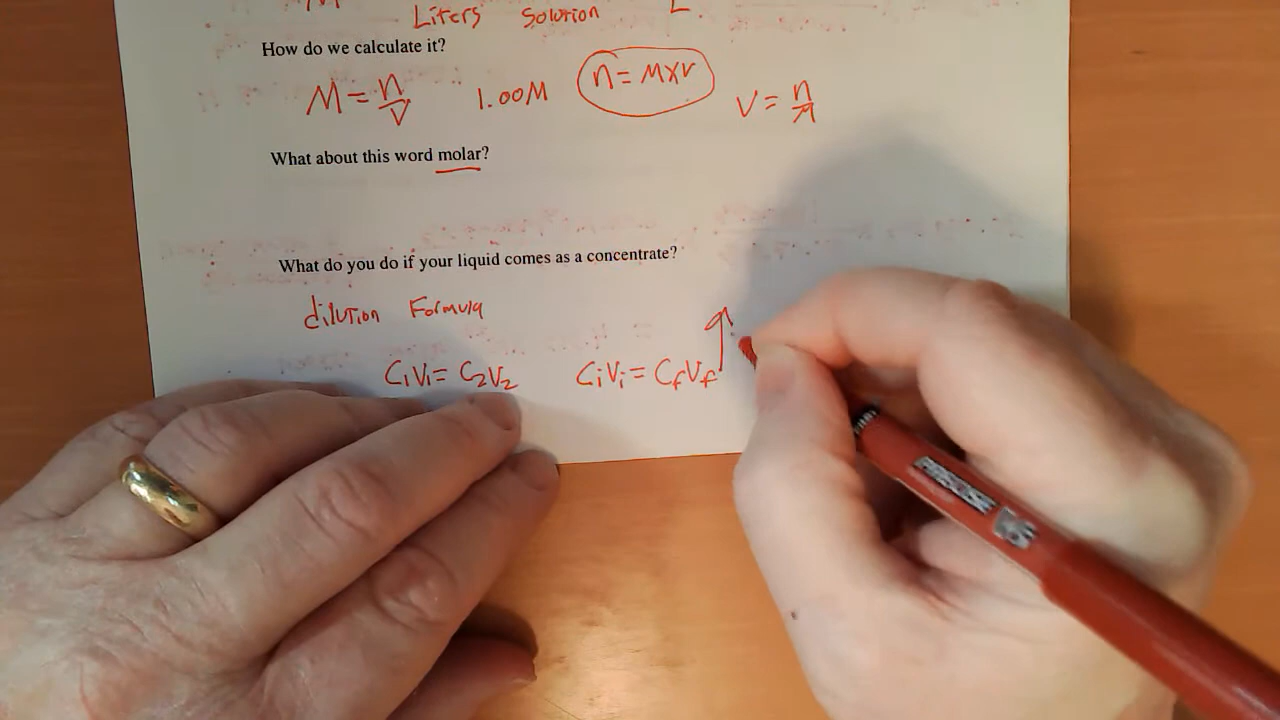 Liters Solution L.
How do we calculate it?
M = n/V 1.00M n = M×V V = n/M
What about this word molar?
What do you do if your liquid comes as a concentrate?
dilution Formula
C₁V₁ = C₂V₂ CᵢVᵢ = C_fV_f